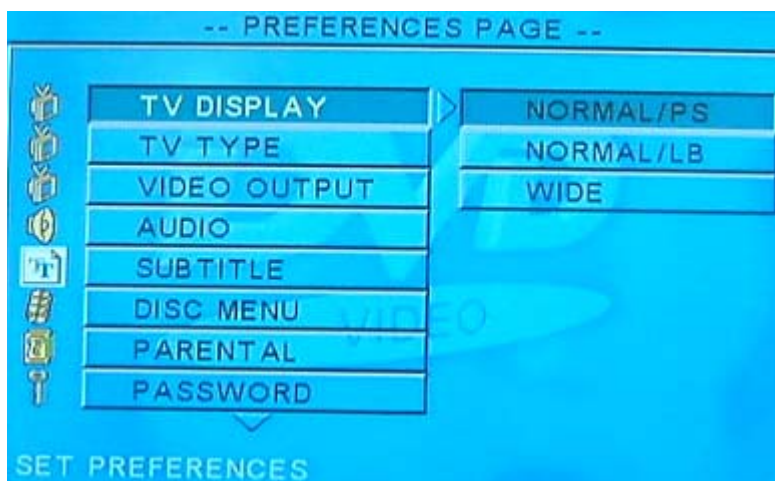 -- PREFERENCES PAGE --
TV DISPLAY
TV TYPE
VIDEO OUTPUT
AUDIO
SUBTITLE
DISC MENU
PARENTAL
PASSWORD
NORMAL/PS
NORMAL/LB
WIDE
VIDEO
SET PREFERENCES